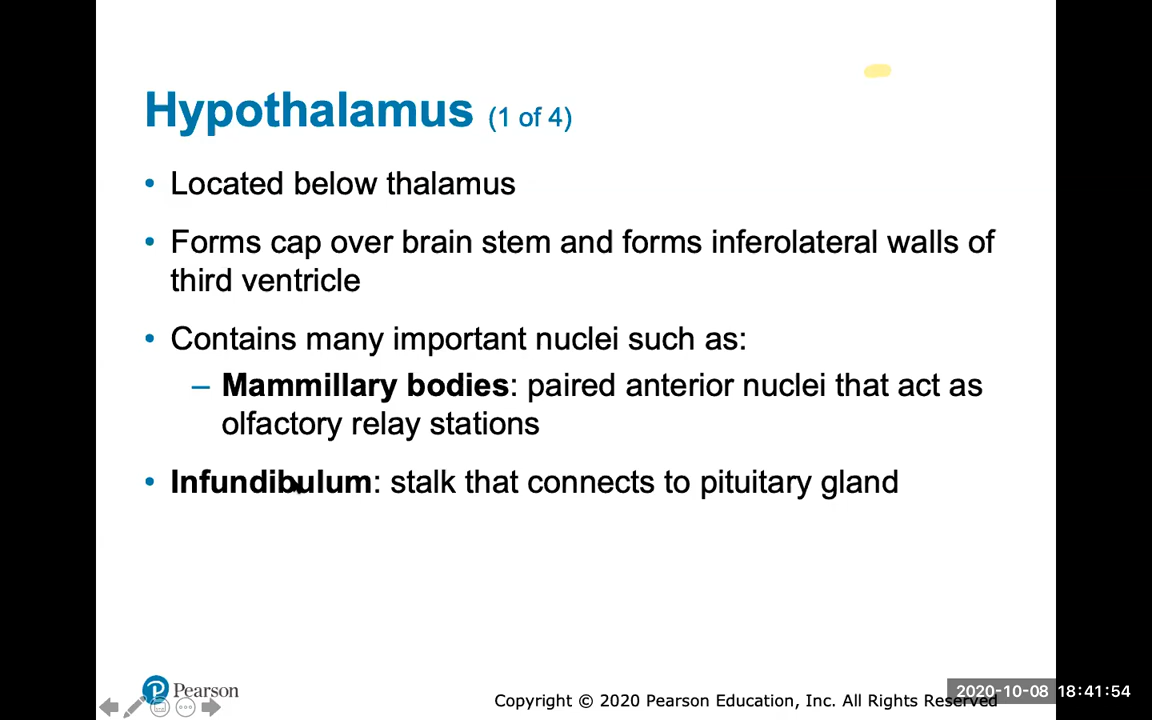 Hypothalamus (1 of 4)
• Located below thalamus
• Forms cap over brain stem and forms inferolateral walls of
third ventricle
• Contains many important nuclei such as:
– Mammillary bodies: paired anterior nuclei that act as
olfactory relay stations
• Infundibulum: stalk that connects to pituitary gland
Pearson
Copyright © 2020 Pearson Education, Inc. All Rights Reserved
2020-10-08 18:41:54